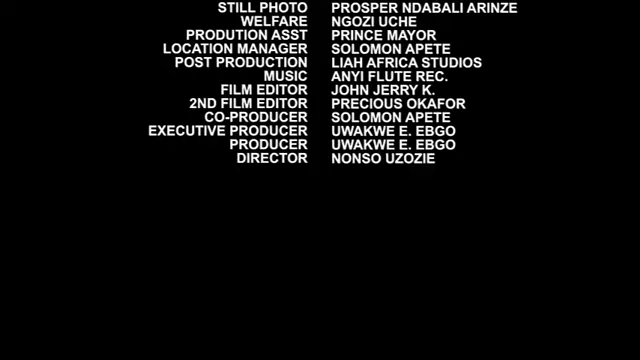 STILL PHOTO PROSPER NDABALI ARINZE
WELFARE NGOZI UCHE
PRODUTION ASST PRINCE MAYOR
LOCATION MANAGER SOLOMON APETE
POST PRODUCTION LIAH AFRICA STUDIOS
MUSIC ANYI FLUTE REC.
FILM EDITOR JOHN JERRY K.
2ND FILM EDITOR PRECIOUS OKAFOR
CO-PRODUCER SOLOMON APETE
EXECUTIVE PRODUCER UWAKWE E. EBGO
PRODUCER UWAKWE E. EBGO
DIRECTOR NONSO UZOZIE